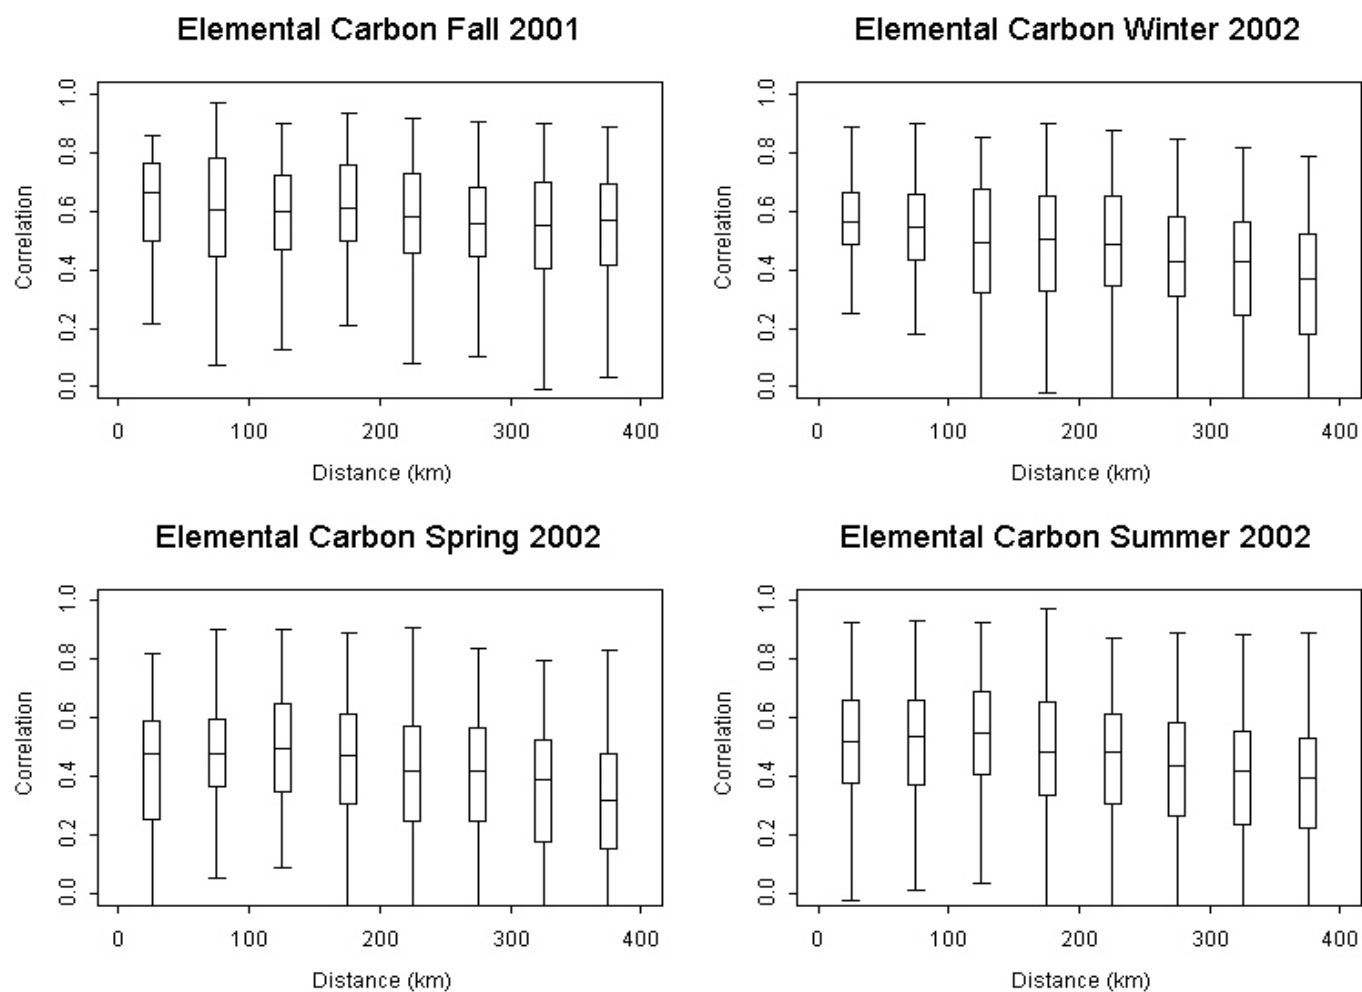 Elemental Carbon Fall 2001
Correlation
1.0
0.8
0.6
0.4
0.2
0.0
0 100 200 300 400
Distance (km)
Elemental Carbon Winter 2002
Correlation
1.0
0.8
0.6
0.4
0.2
0.0
0 100 200 300 400
Distance (km)
Elemental Carbon Spring 2002
Correlation
1.0
0.8
0.6
0.4
0.2
0.0
0 100 200 300 400
Distance (km)
Elemental Carbon Summer 2002
Correlation
1.0
0.8
0.6
0.4
0.2
0.0
0 100 200 300 400
Distance (km)